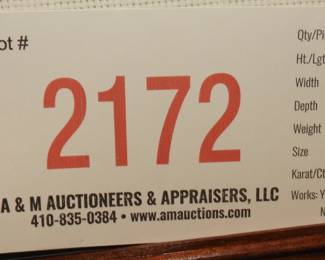 ot #
2172
A & M AUCTIONEERS & APPRAISERS, LLC
410-835-0384 • www.amauctions.com
Qty/Pi
Ht./Lgt
Width
Depth
Weight
Size
Karat/Ct
Works: Y
N